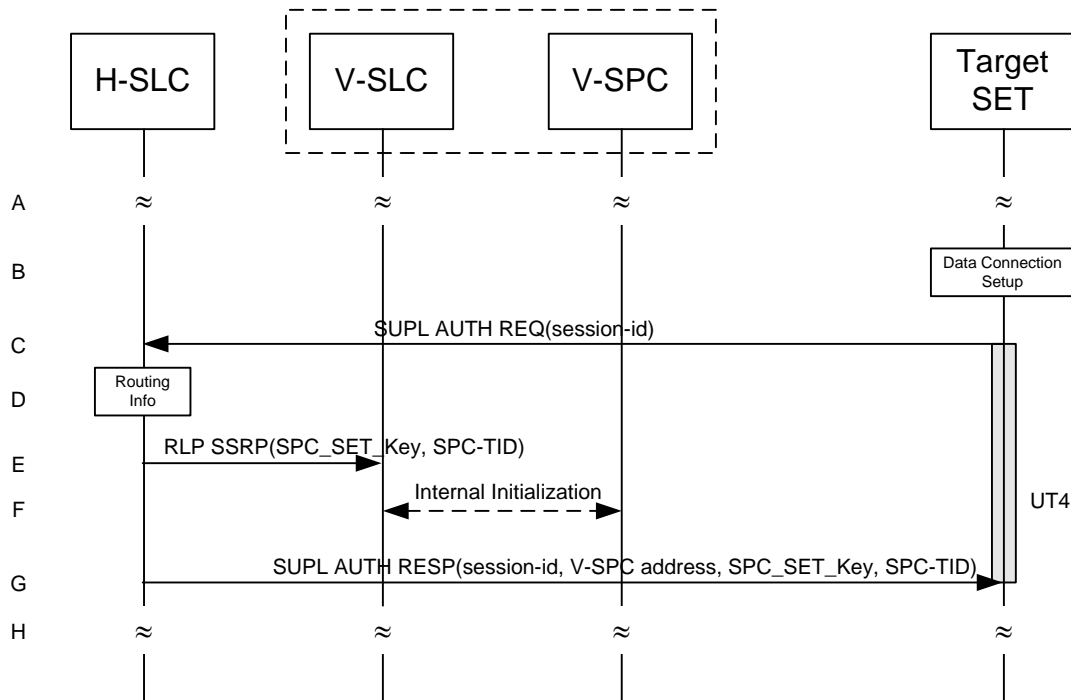 H-SLC
V-SLC
V-SPC
Target
SET
A
≈ ≈ ≈ ≈
B
Data Connection
Setup
SUPL AUTH REQ(session-id)
C
Routing
Info
D
RLP SSRP(SPC_SET_Key, SPC-TID)
E
Internal Initialization
F
UT4
SUPL AUTH RESP(session-id, V-SPC address, SPC_SET_Key, SPC-TID)
G
H
≈ ≈ ≈ ≈